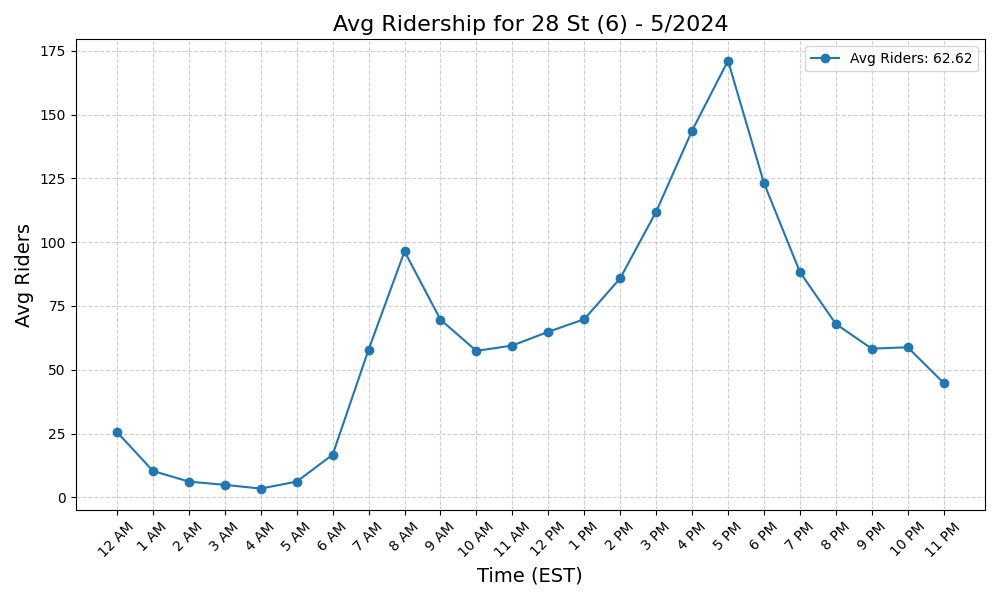 Avg Ridership for 28 St (6) - 5/2024
Avg Riders: 62.62
Avg Riders
175
150
125
100
75
50
25
0
12 AM
1 AM
2 AM
3 AM
4 AM
5 AM
6 AM
7 AM
8 AM
9 AM
10 AM
11 AM
12 PM
1 PM
2 PM
3 PM
4 PM
5 PM
6 PM
7 PM
8 PM
9 PM
10 PM
11 PM
Time (EST)